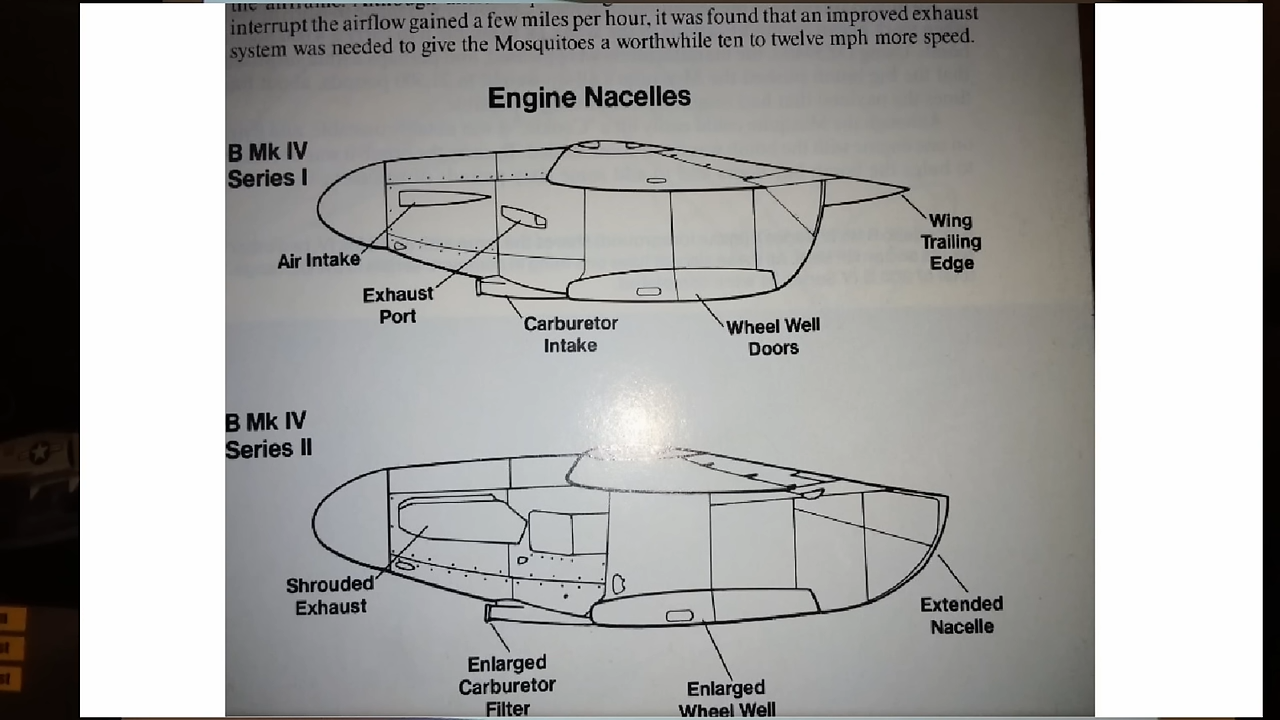 the airframe.
interrupt the airflow gained a few miles per hour, it was found that an improved exhaust
system was needed to give the Mosquitoes a worthwhile ten to twelve mph more speed.
Engine Nacelles
B Mk IV
Series I
Air Intake
Exhaust
Port
Carburetor
Intake
Wheel Well
Doors
Wing
Trailing
Edge
B Mk IV
Series II
Shrouded
Exhaust
Enlarged
Carburetor
Filter
Enlarged
Wheel Well
Extended
Nacelle